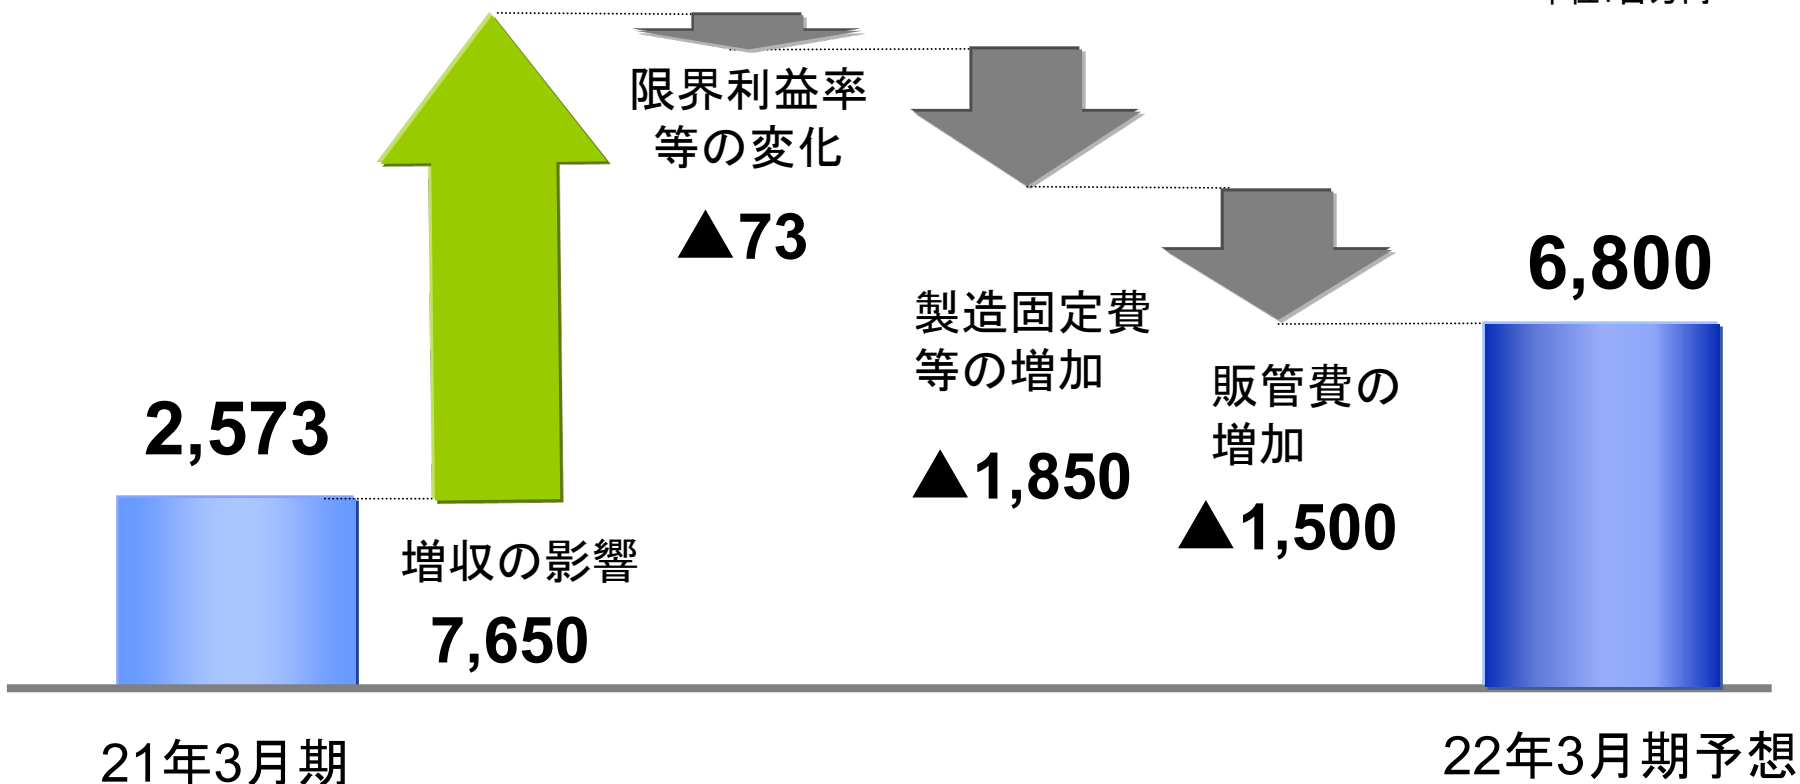 限界利益率
等の変化
▲73
6,800
製造固定費
等の増加
▲1,850
販管費の
増加
▲1,500
2,573
増収の影響
7,650
21年3月期
22年3月期予想